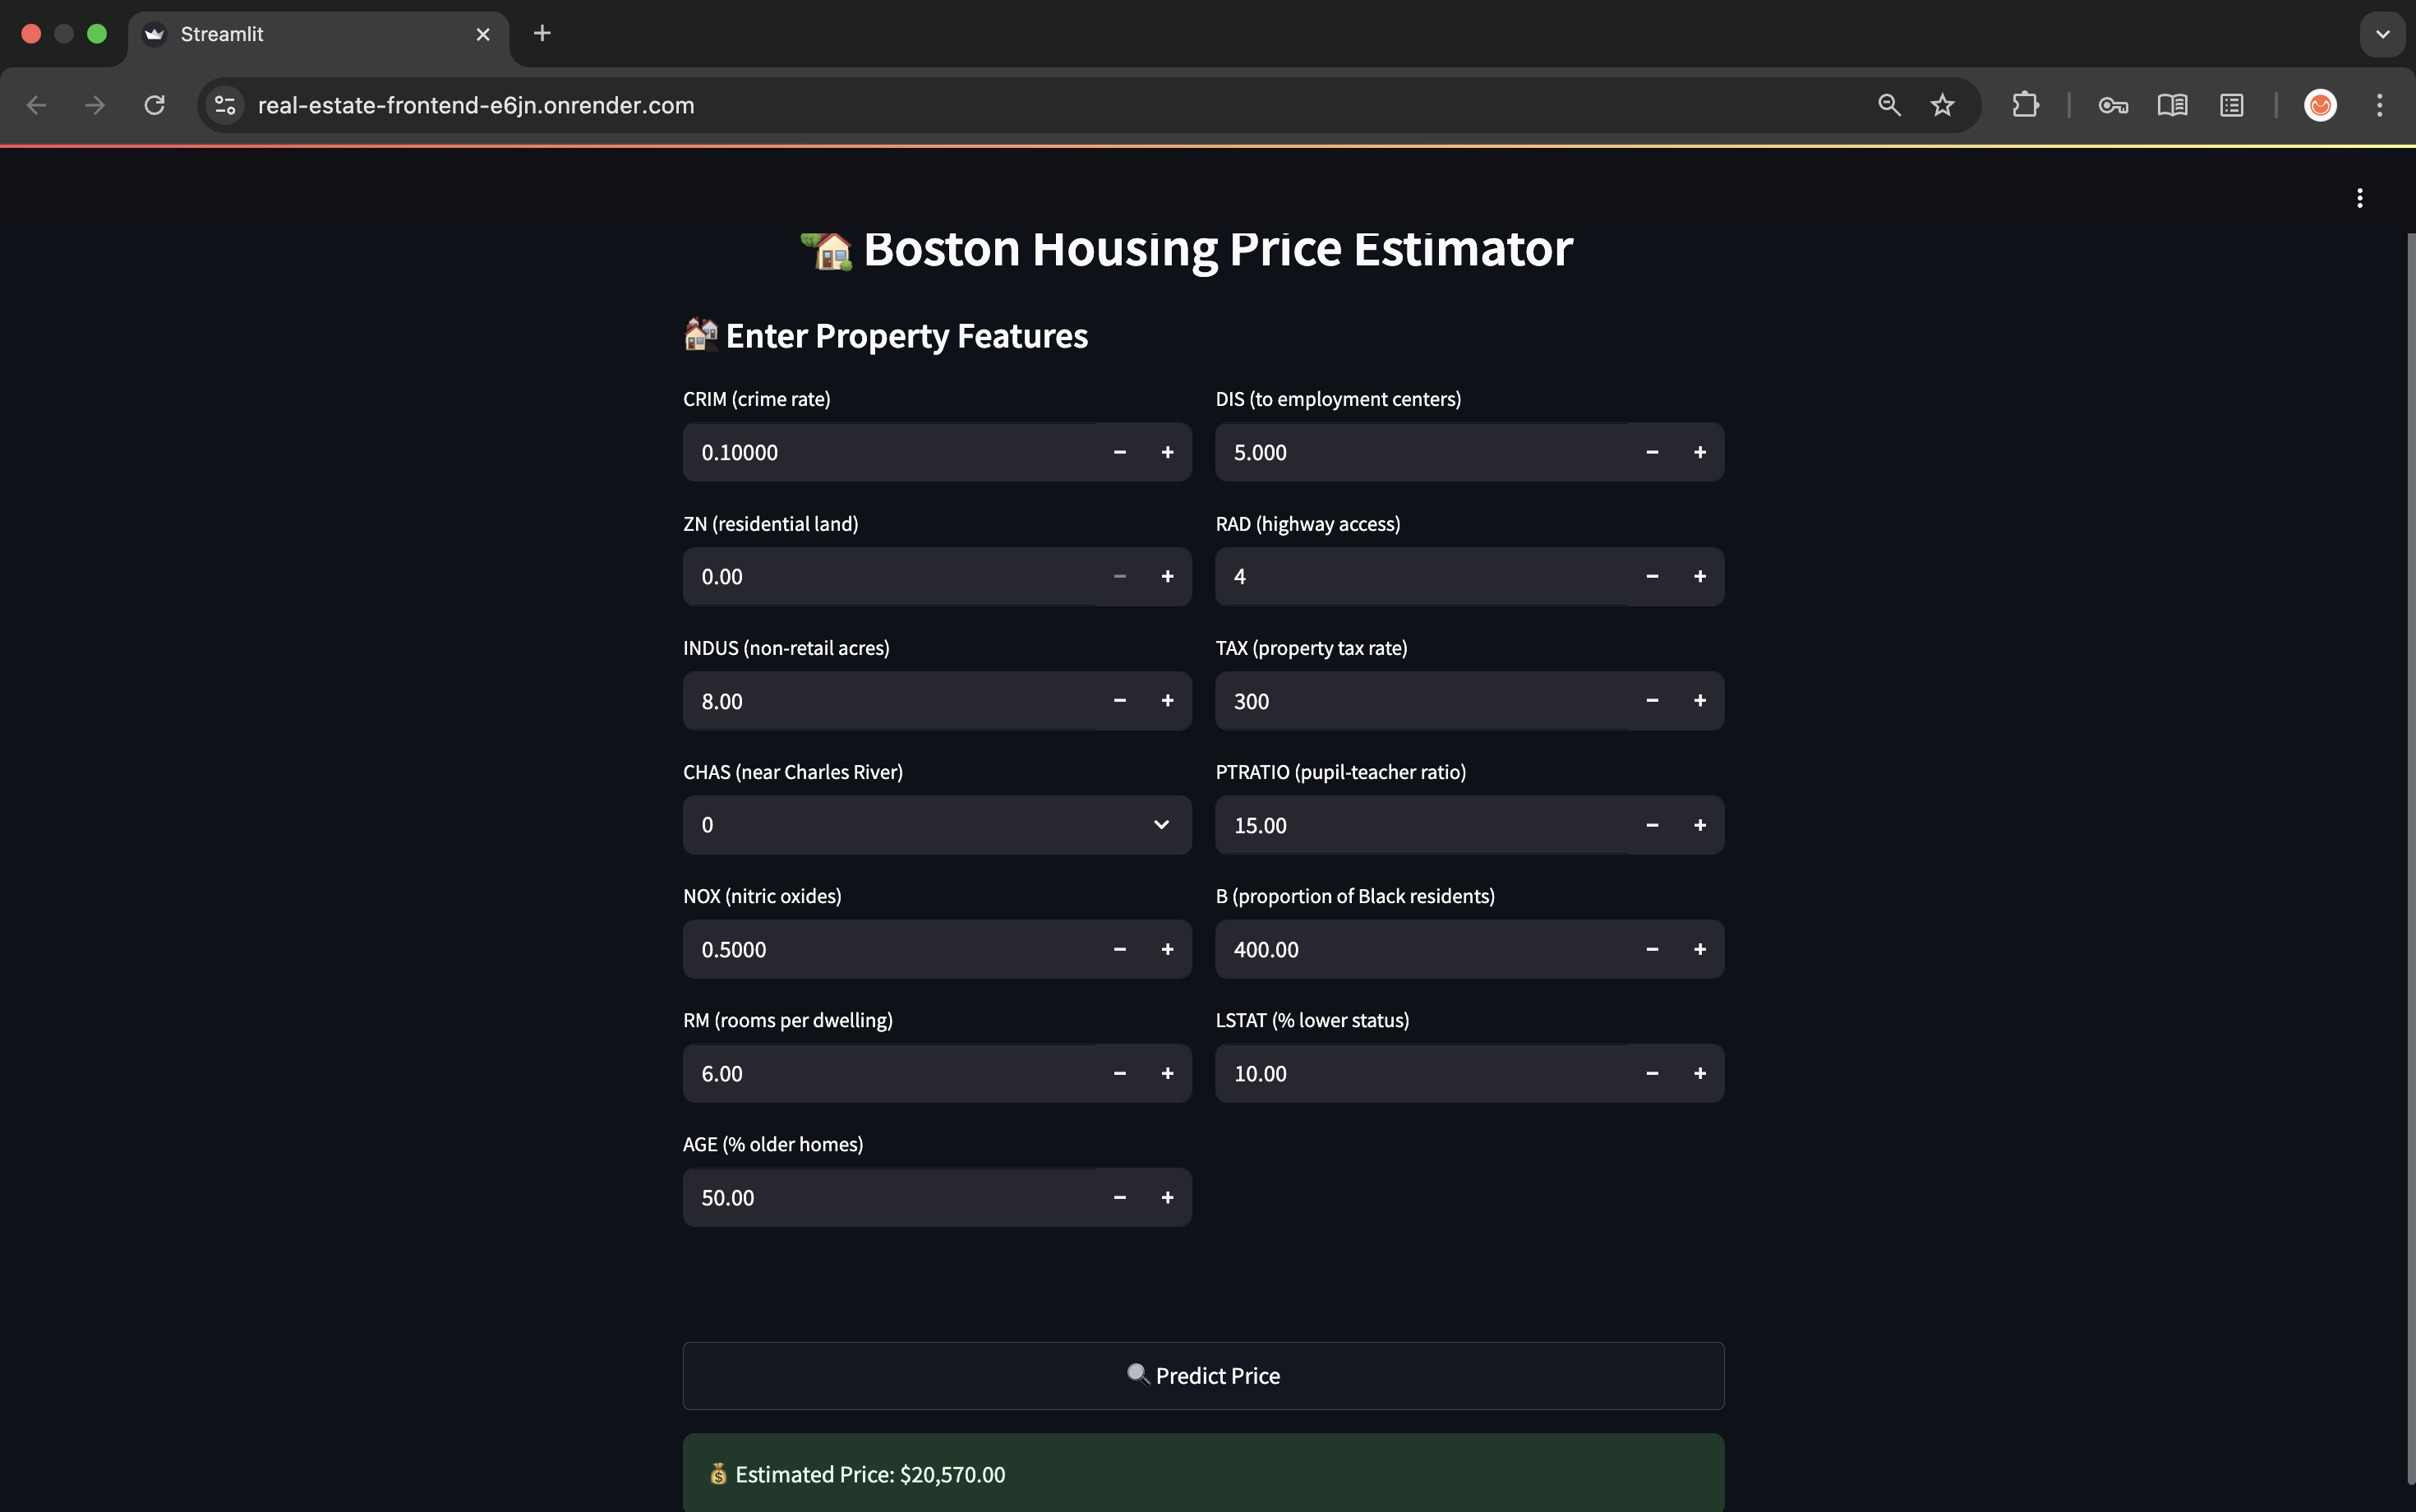 Streamlit
real-estate-frontend-e6jn.onrender.com
Boston Housing Price Estimator
Enter Property Features
CRIM (crime rate)
0.10000
ZN (residential land)
0.00
INDUS (non-retail acres)
8.00
CHAS (near Charles River)
0
NOX (nitric oxides)
0.5000
RM (rooms per dwelling)
6.00
AGE (% older homes)
50.00
DIS (to employment centers)
5.000
RAD (highway access)
4
TAX (property tax rate)
300
PTRATIO (pupil-teacher ratio)
15.00
B (proportion of Black residents)
400.00
LSTAT (% lower status)
10.00
Predict Price
Estimated Price: $20,570.00